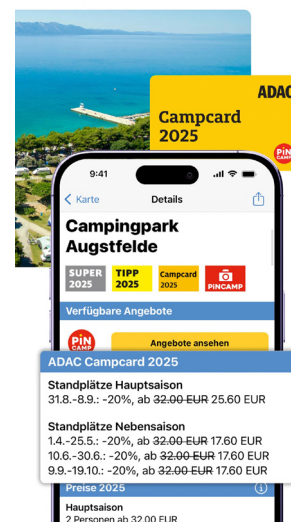 ADAC
Campcard
2025
PIN
9:41
Karte
Details
Campingpark
Augstfelde
SUPER
2025
TIPP
2025
Campcard
2025
PINCAMP
Verfügbare Angebote
PIN
CAMP
Angebote ansehen
ADAC Campcard 2025
Standplätze Hauptsaison
31.8.-8.9.: -20%, ab 32.00 EUR 25.60 EUR
Standplätze Nebensaison
1.4.-25.5.: -20%, ab 32.00 EUR 17.60 EUR
10.6.-30.6.: -20%, ab 32.00 EUR 17.60 EUR
9.9.-19.10.: -20%, ab 32.00 EUR 17.60 EUR
Preise 2025
Hauptsaison
2 Personen ab 32.00 EUR